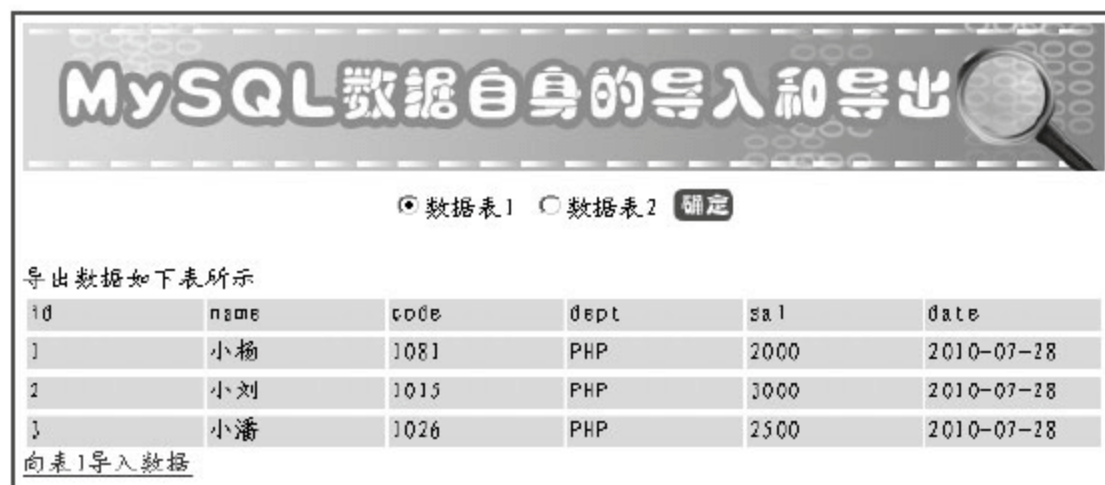 MySQL数据自身的导入和导出
数据表1 数据表2 确定
导出数据如下表所示
id name code dept sal date
1 小杨 1081 PHP 2000 2010-07-28
2 小刘 1015 PHP 3000 2010-07-28
3 小潘 1026 PHP 2500 2010-07-28
向表1导入数据